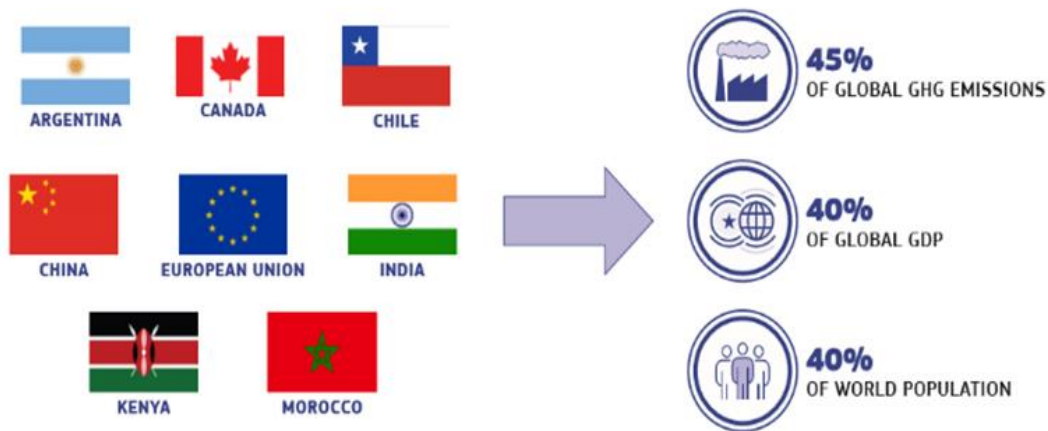 ARGENTINA
CANADA
CHILE
CHINA
EUROPEAN UNION
INDIA
KENYA
MOROCCO
45%
OF GLOBAL GHG EMISSIONS
40%
OF GLOBAL GDP
40%
OF WORLD POPULATION